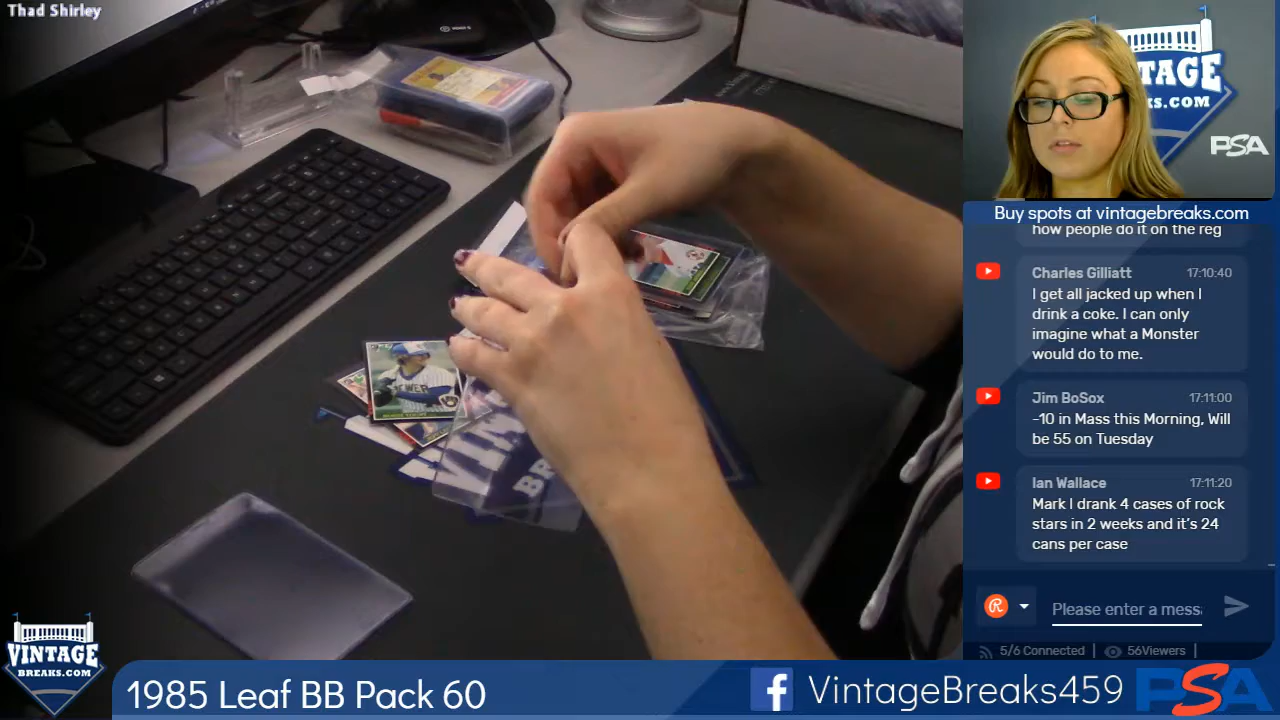 Thad Shirley
VINTAGE
BREAKS.COM
PSA
Buy spots at vintagebreaks.com
how people do it on the reg
Charles Gilliatt 17:10:40
I get all jacked up when I
drink a coke. I can only
imagine what a Monster
would do to me.
Jim BoSox 17:11:00
-10 in Mass this Morning, Will
be 55 on Tuesday
Ian Wallace 17:11:20
Mark I drank 4 cases of rock
stars in 2 weeks and it's 24
cans per case
Please enter a messa
5/6 Connected | 56Viewers |
VINTAGE
BREAKS.COM
1985 Leaf BB Pack 60
f VintageBreaks459 PSA